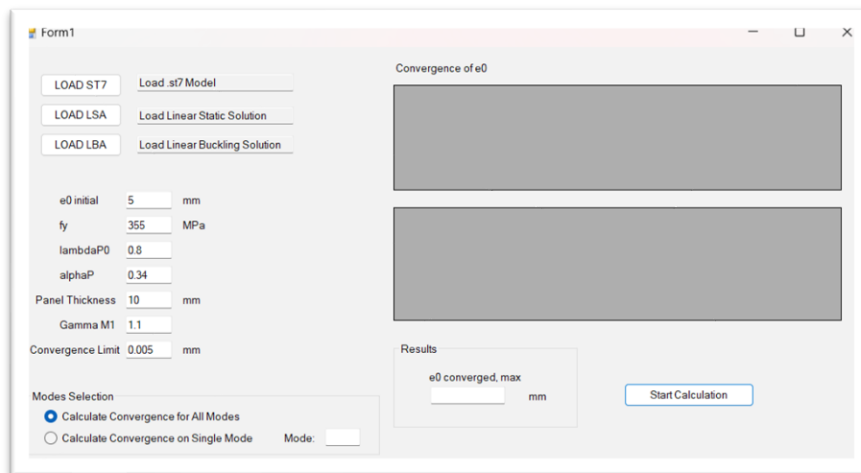 Form1
LOAD ST7 Load .st7 Model
LOAD LSA Load Linear Static Solution
LOAD LBA Load Linear Buckling Solution
e0 initial 5 mm
fy 355 MPa
lambdaP0 0.8
alphaP 0.34
Panel Thickness 10 mm
Gamma M1 1.1
Convergence Limit 0.005 mm
Modes Selection
Calculate Convergence for All Modes
Calculate Convergence on Single Mode Mode:
Convergence of e0
Results
e0 converged, max
mm
Start Calculation